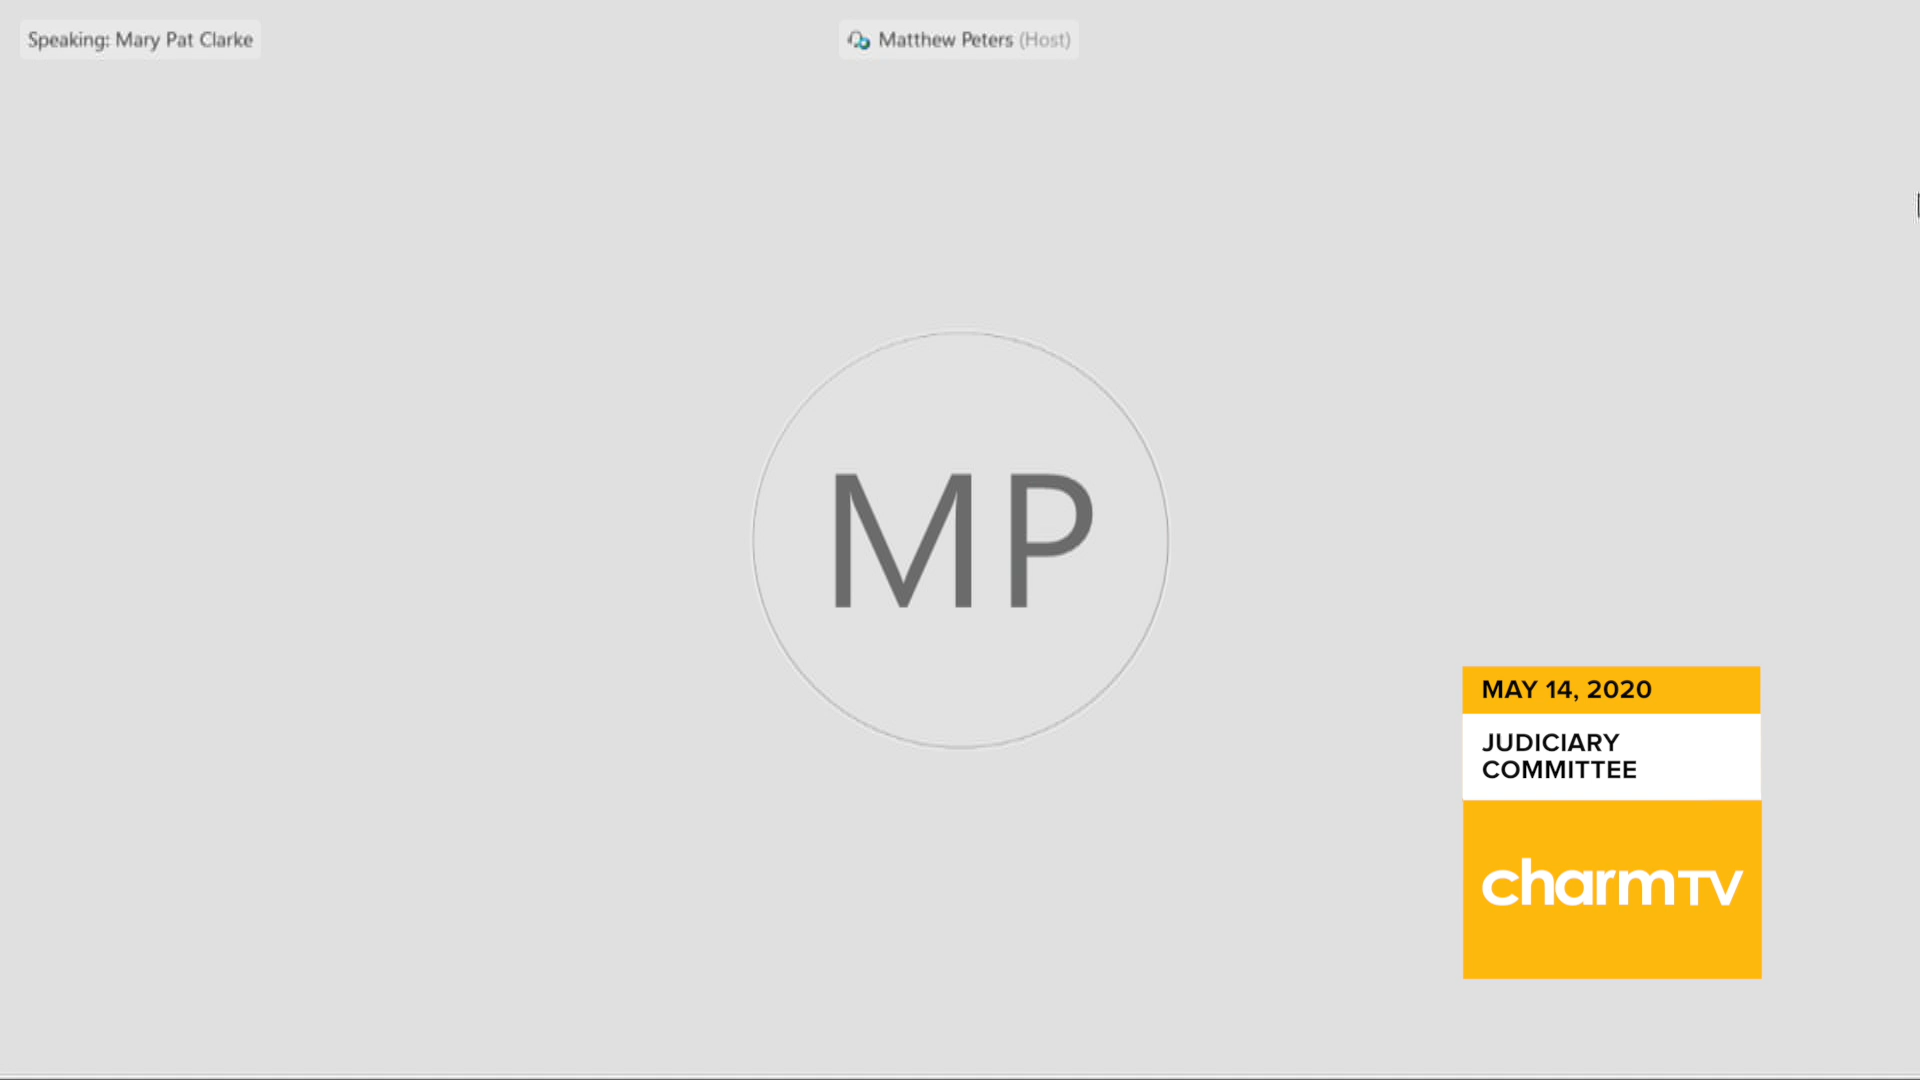 Speaking: Mary Pat Clarke
Matthew Peters (Host)
MP
MAY 14, 2020
JUDICIARY
COMMITTEE
charmTV